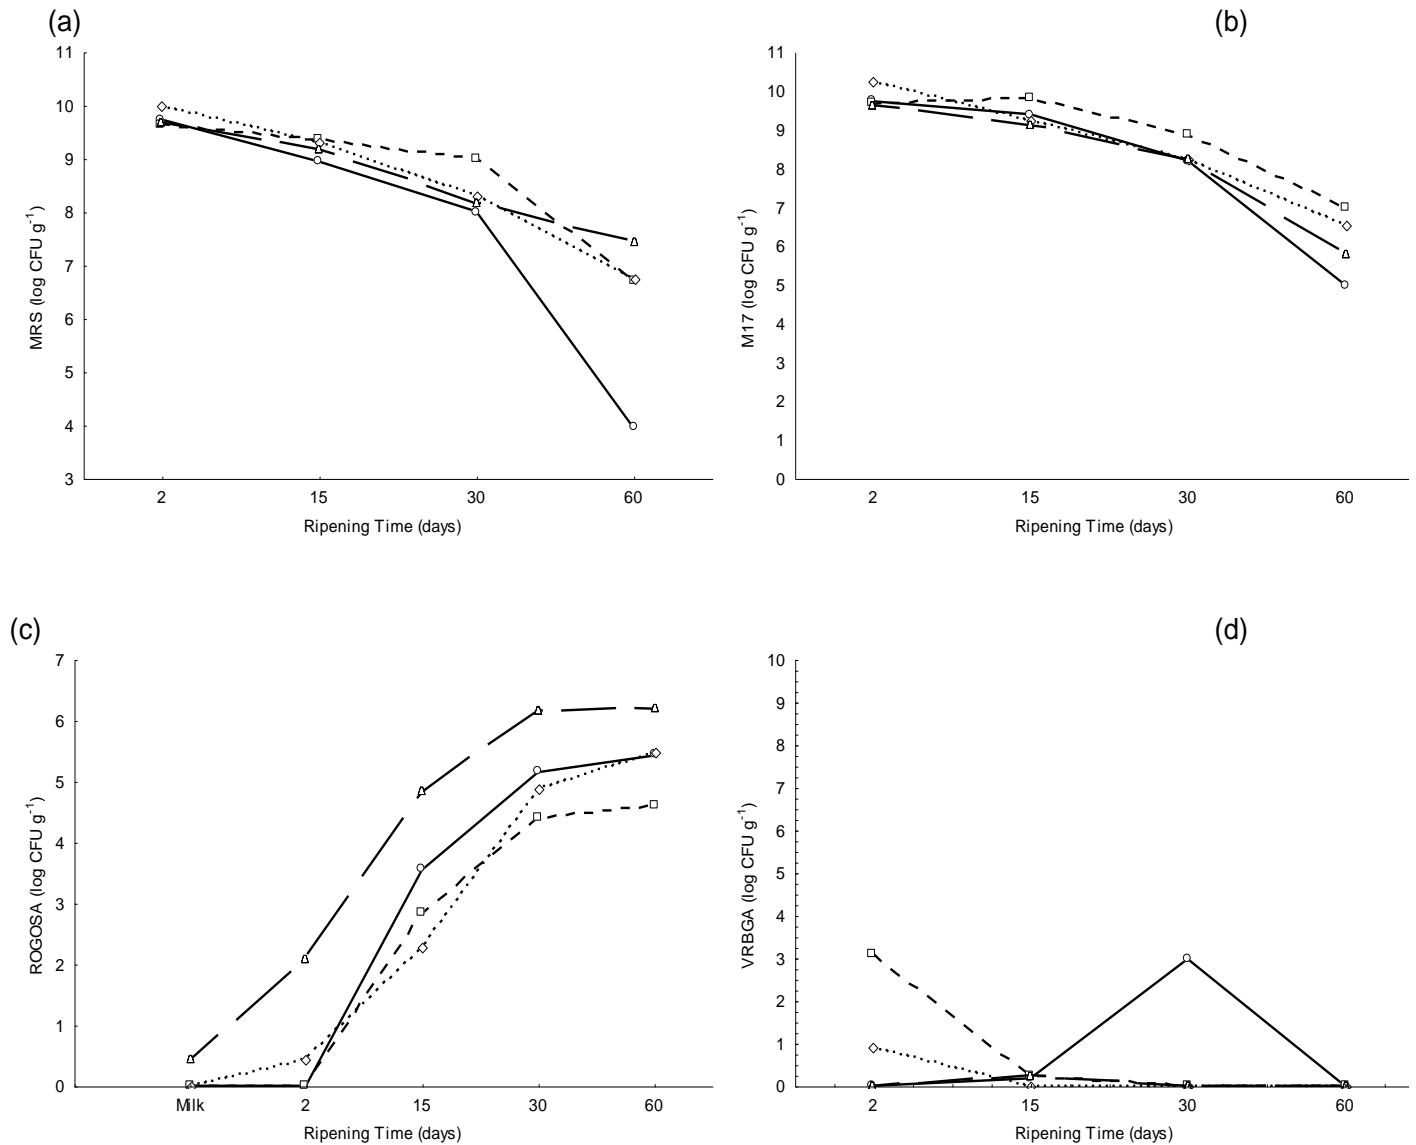 (a)
(b)
11
10
9
8
7
6
5
4
3
MRS (log CFU g-1)
2 15 30 60
Ripening Time (days)
11
10
9
8
7
6
5
4
3
2
1
0
M17 (log CFU g-1)
2 15 30 60
Ripening Time (days)
(c)
(d)
7
6
5
4
3
2
1
0
ROGOSA (log CFU g-1)
Milk 2 15 30 60
Ripening Time (days)
10
9
8
7
6
5
4
3
2
1
0
VRBGA (log CFU g-1)
2 15 30 60
Ripening Time (days)